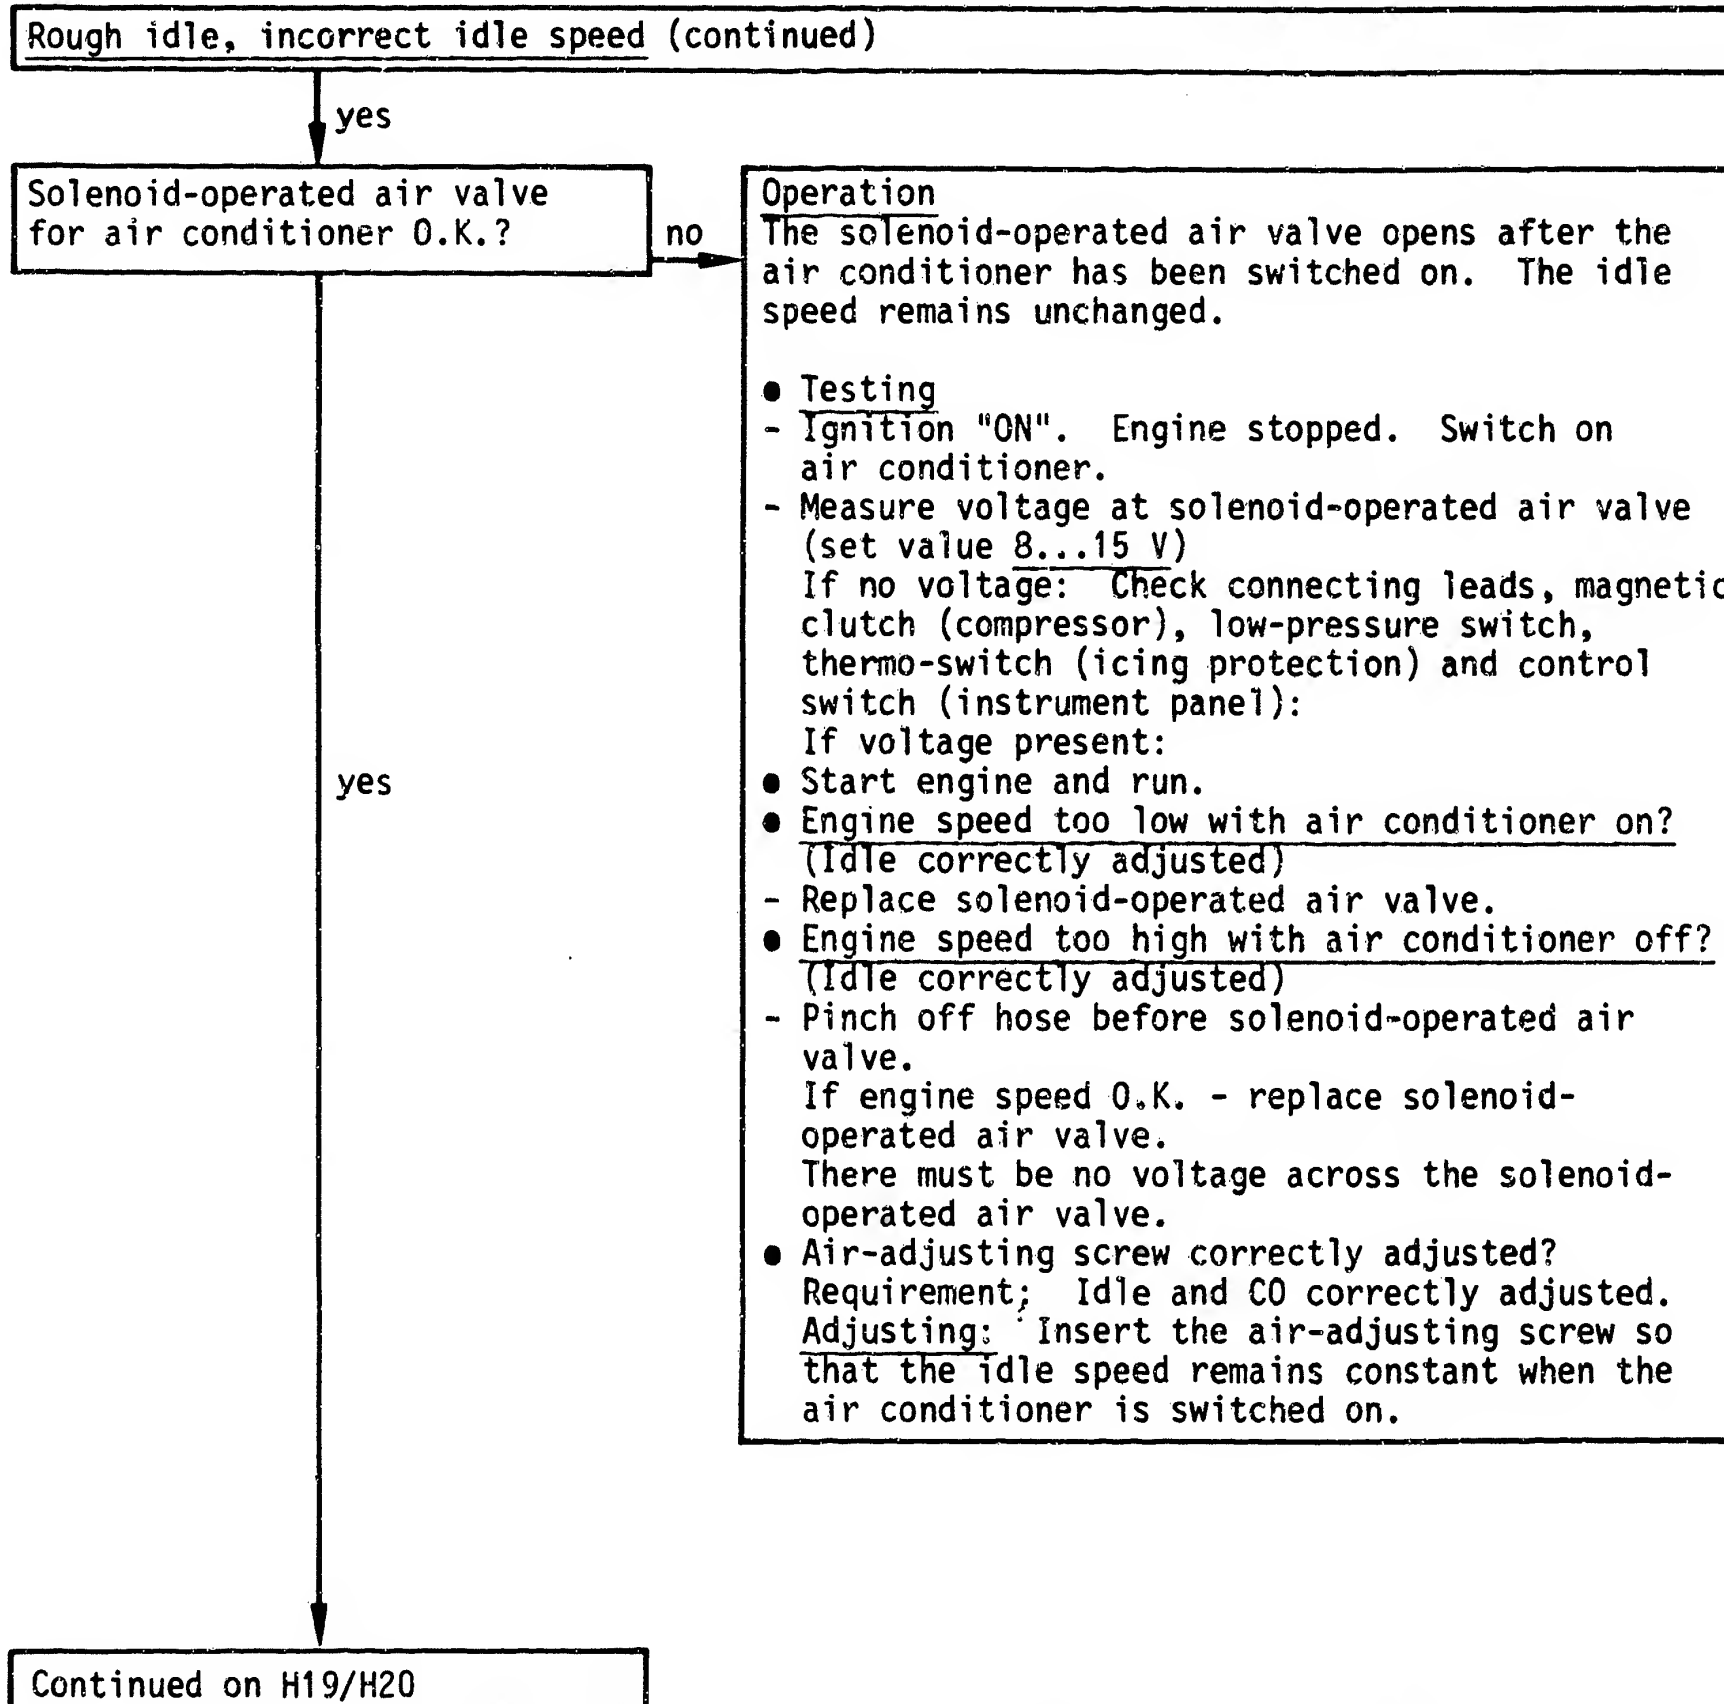 Rough idle, incorrect idle speed (continued)
yes
Solenoid-operated air valve
for air conditioner O.K.?
no
Operation
The solenoid-operated air valve opens after the
air conditioner has been switched on. The idle
speed remains unchanged.
● Testing
- Ignition "ON". Engine stopped. Switch on
air conditioner.
- Measure voltage at solenoid-operated air valve
(set value 8...15 V)
If no voltage: Check connecting leads, magnetic
clutch (compressor), low-pressure switch,
thermo-switch (icing protection) and control
switch (instrument panel):
If voltage present:
yes
● Start engine and run.
● Engine speed too low with air conditioner on?
(Idle correctly adjusted)
- Replace solenoid-operated air valve.
● Engine speed too high with air conditioner off?
(Idle correctly adjusted)
- Pinch off hose before solenoid-operated air
valve.
If engine speed O.K. - replace solenoid-
operated air valve.
There must be no voltage across the solenoid-
operated air valve.
● Air-adjusting screw correctly adjusted?
Requirement; Idle and CO correctly adjusted.
Adjusting: Insert the air-adjusting screw so
that the idle speed remains constant when the
air conditioner is switched on.
Continued on H19/H20